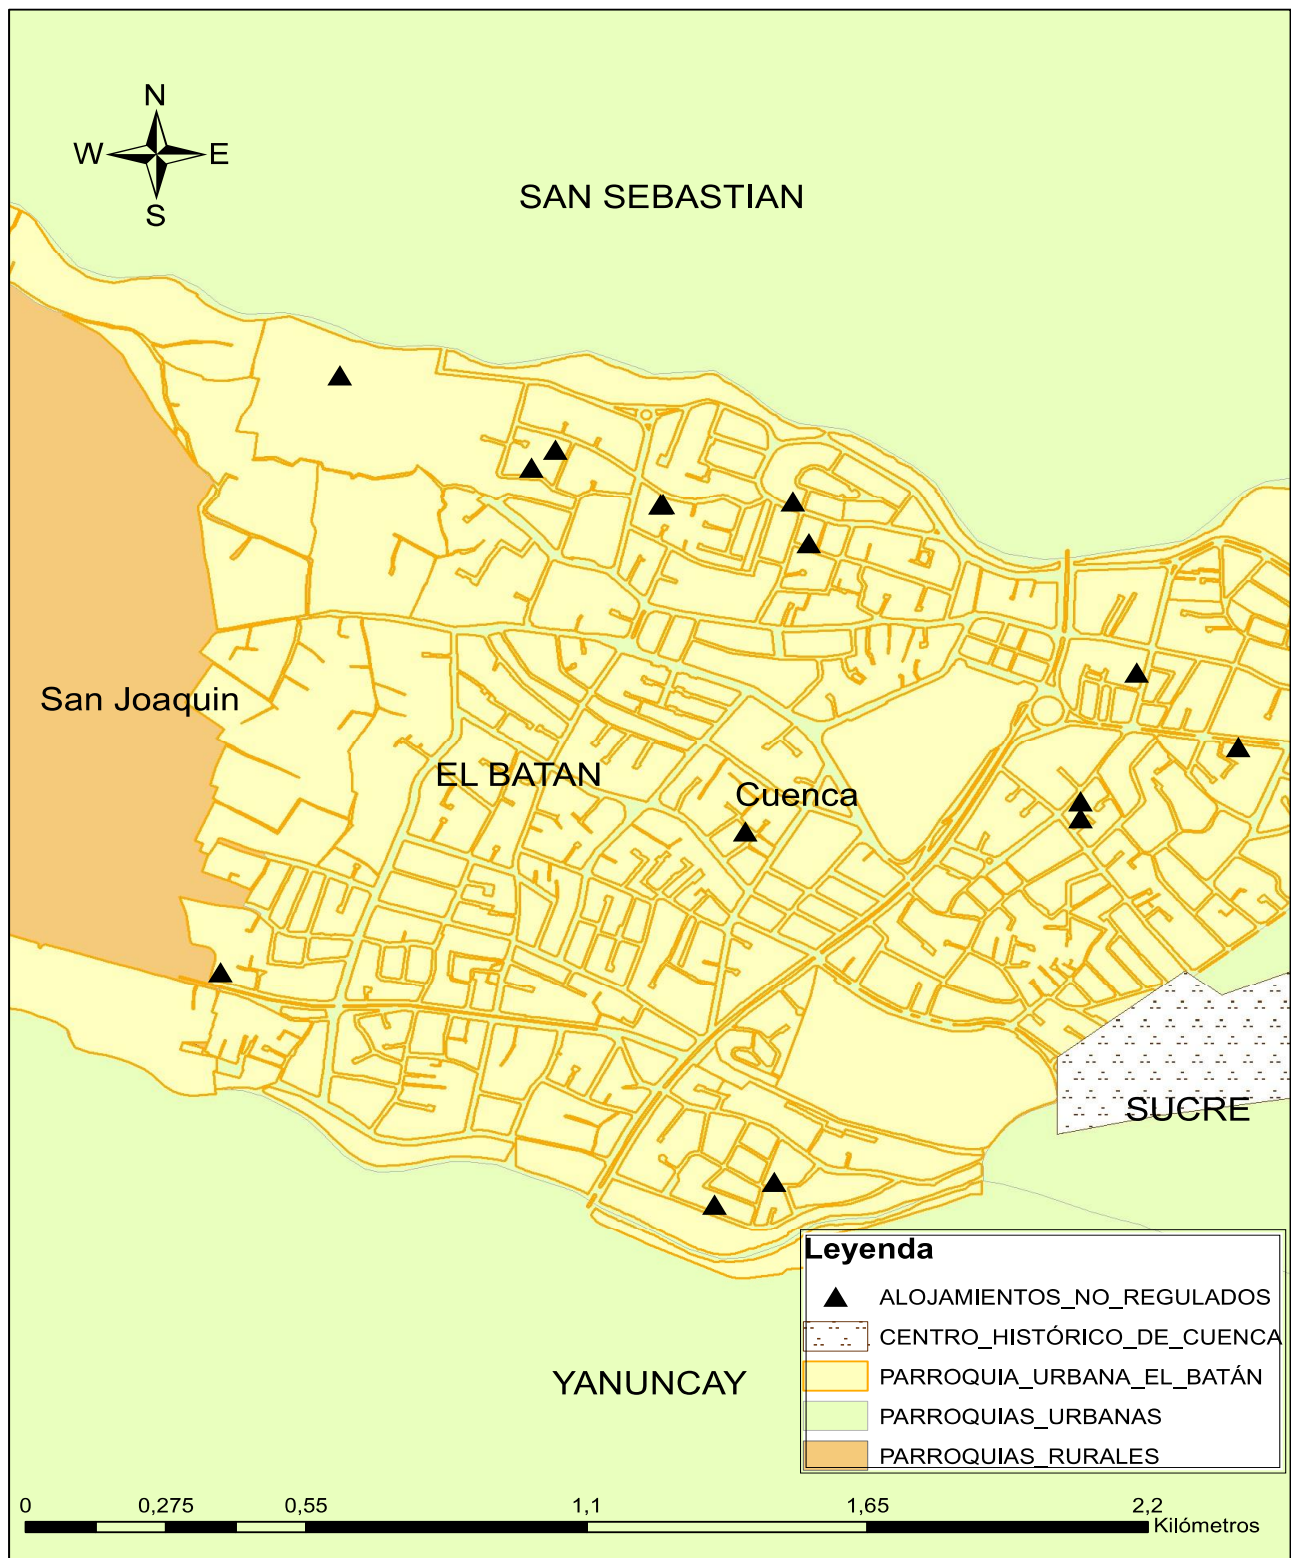 N
W E
S
SAN SEBASTIAN
San Joaquin
EL BATAN
Cuenca
SUCRE
YANUNCAY
Leyenda
ALOJAMIENTOS_NO_REGULADOS
CENTRO_HISTÓRICO_DE_CUENCA
PARROQUIA_URBANA_EL_BATÁN
PARROQUIAS_URBANAS
PARROQUIAS_RURALES
0 0,275 0,55 1,1 1,65 2,2
Kilómetros